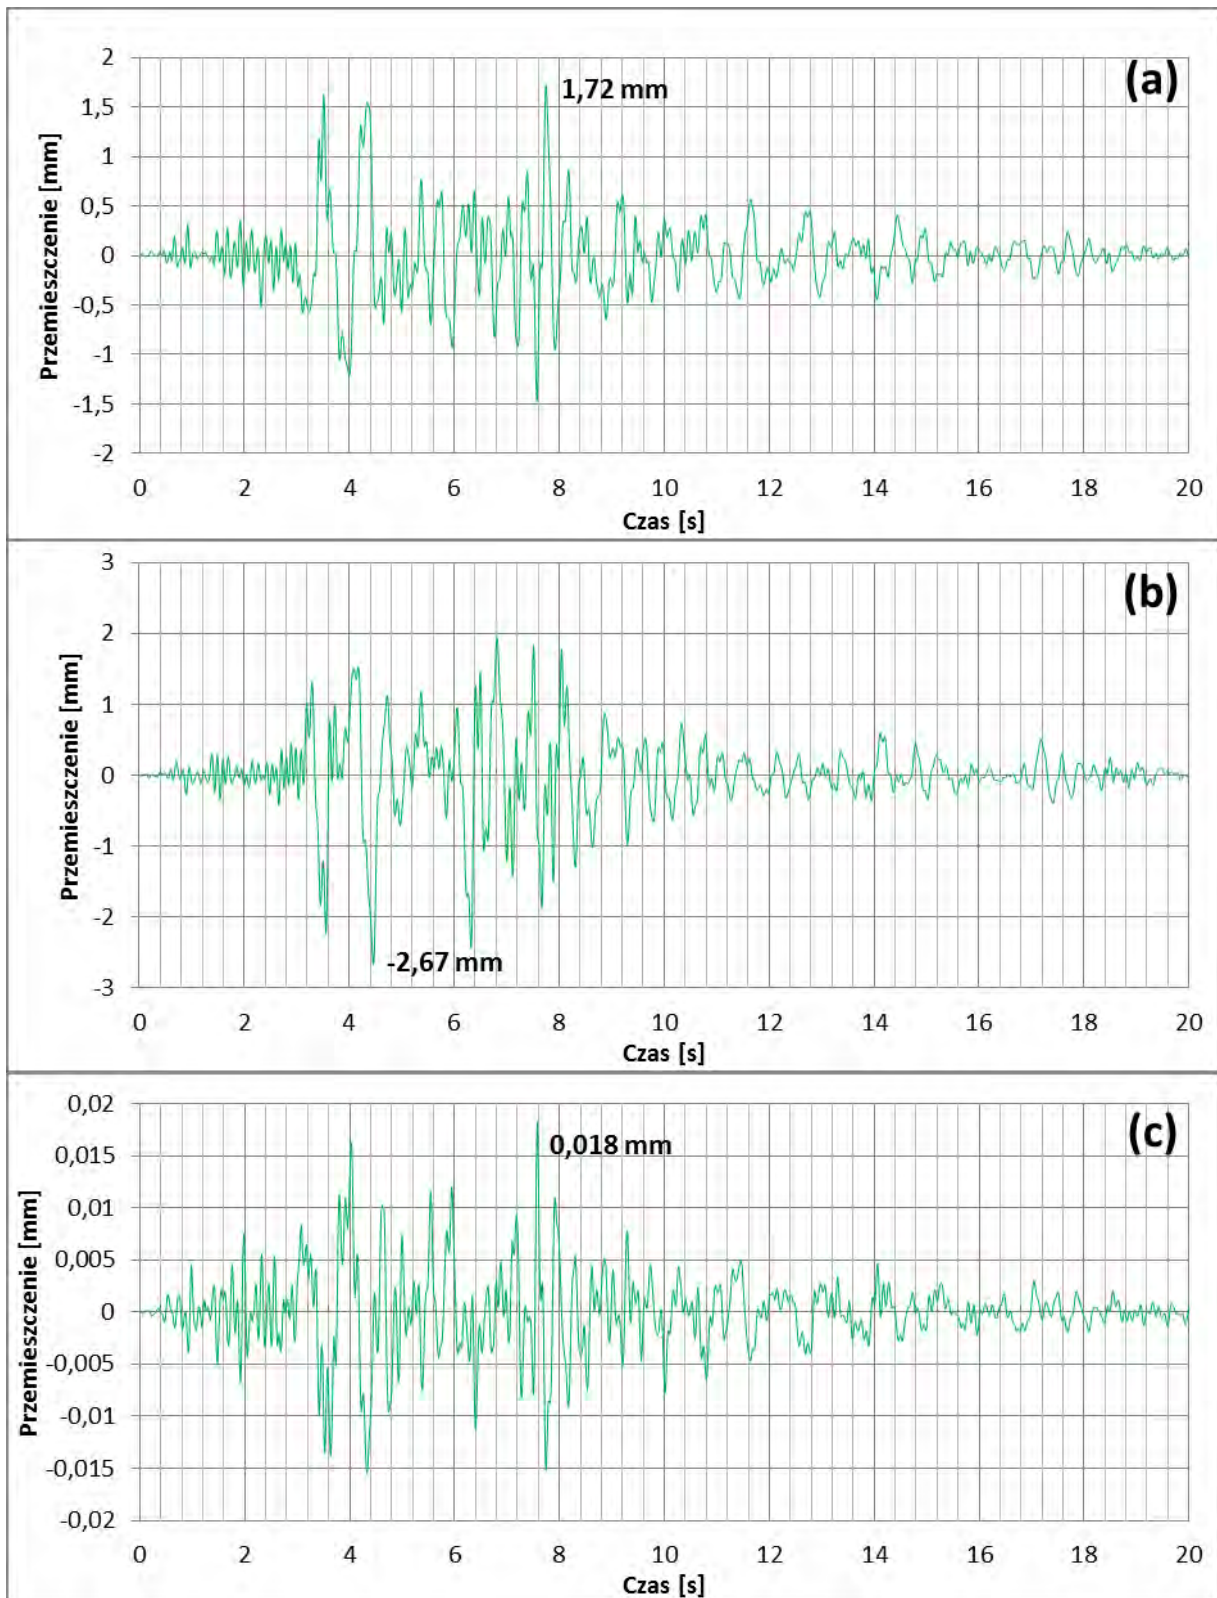 (a)
2
1,5
1
0,5
0
-0,5
-1
-1,5
-2
Przemieszczenie [mm]
1,72 mm
0 2 4 6 8 10 12 14 16 18 20
Czas [s]
(b)
3
2
1
0
-1
-2
-3
Przemieszczenie [mm]
-2,67 mm
0 2 4 6 8 10 12 14 16 18 20
Czas [s]
(c)
0,02
0,015
0,01
0,005
0
-0,005
-0,01
-0,015
-0,02
Przemieszczenie [mm]
0,018 mm
0 2 4 6 8 10 12 14 16 18 20
Czas [s]